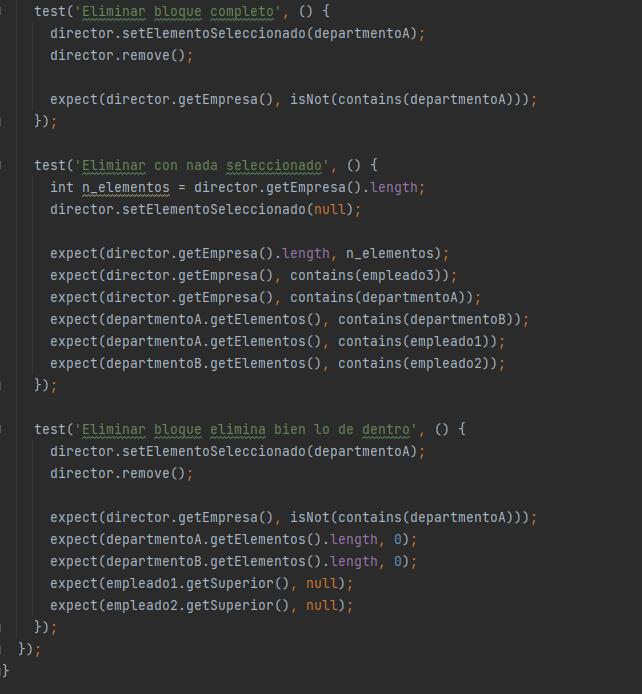 test('Eliminar bloque completo', () {
director.setElementoSeleccionado(departmentoA);
director.remove();
expect(director.getEmpresa(), isNot(contains(departmentoA)));
});
test('Eliminar con nada seleccionado', () {
int n_elementos = director.getEmpresa().length;
director.setElementoSeleccionado(null);
expect(director.getEmpresa().length, n_elementos);
expect(director.getEmpresa(), contains(empleado3));
expect(director.getEmpresa(), contains(departmentoA));
expect(departmentoA.getElementos(), contains(departmentoB));
expect(departmentoA.getElementos(), contains(empleado1));
expect(departmentoB.getElementos(), contains(empleado2));
});
test('Eliminar bloque elimina bien lo de dentro', () {
director.setElementoSeleccionado(departmentoA);
director.remove();
expect(director.getEmpresa(), isNot(contains(departmentoA)));
expect(departmentoA.getElementos().length, 0);
expect(departmentoB.getElementos().length, 0);
expect(empleado1.getSuperior(), null);
expect(empleado2.getSuperior(), null);
});
});
}